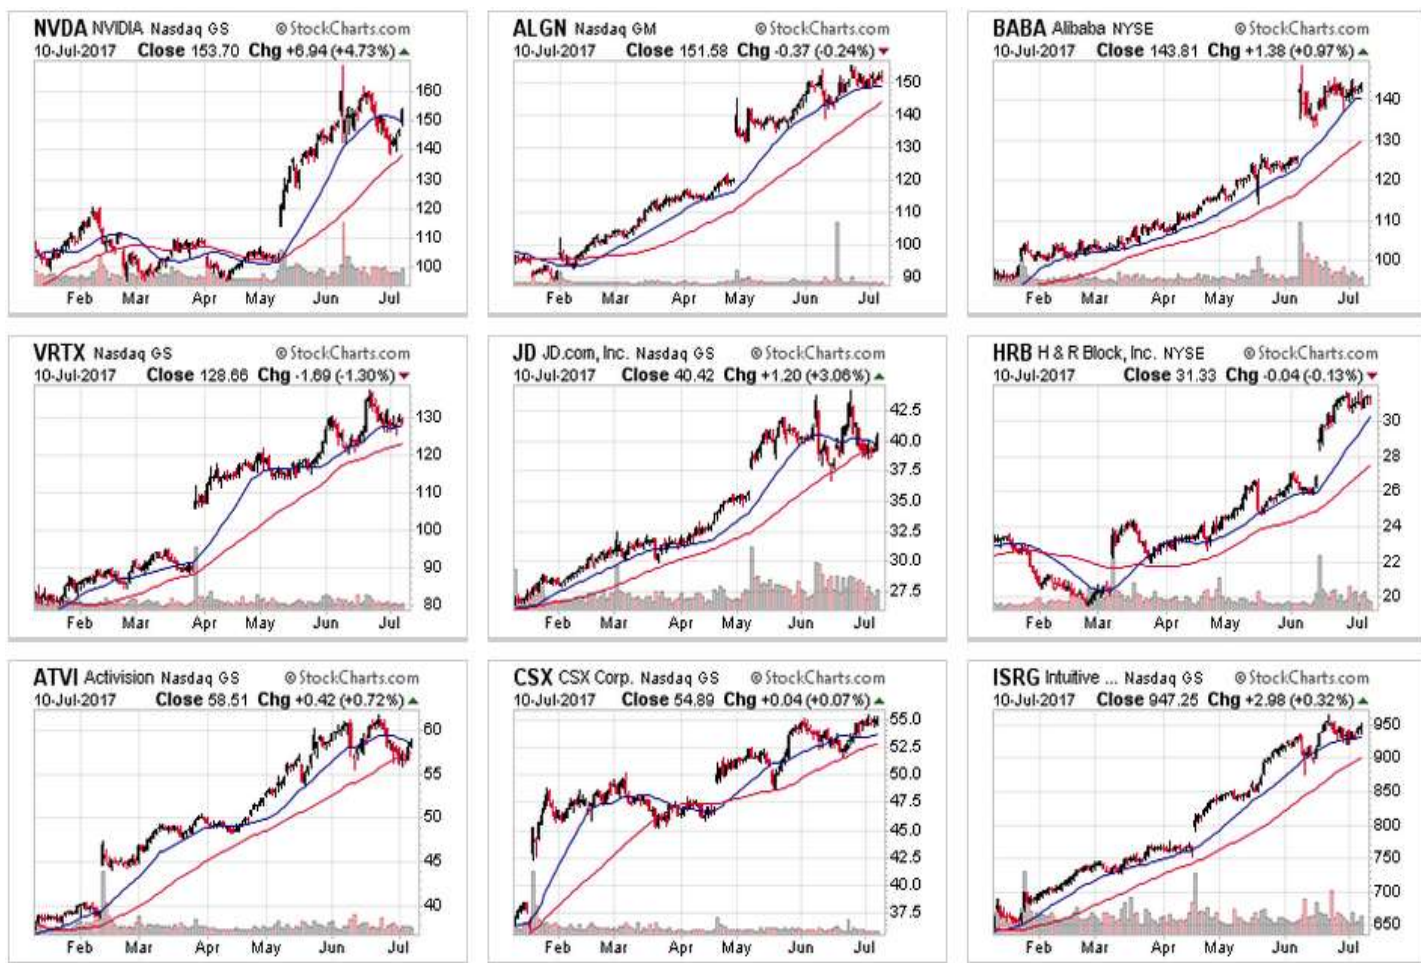 NVDA NVIDIA Nasdaq GS © StockCharts.com
10-Jul-2017 Close 153.70 Chg +6.94 (+4.73%)
160
150
140
130
120
110
100
Feb Mar Apr May Jun Jul
ALGN Nasdaq GM © StockCharts.com
10-Jul-2017 Close 151.58 Chg -0.37 (-0.24%)
150
140
130
120
110
100
90
Feb Mar Apr May Jun Jul
BABA Alibaba NYSE © StockCharts.com
10-Jul-2017 Close 143.81 Chg +1.38 (+0.97%)
140
130
120
110
100
Feb Mar Apr May Jun Jul
VRTX Nasdaq GS © StockCharts.com
10-Jul-2017 Close 128.66 Chg -1.69 (-1.30%)
130
120
110
100
90
80
Feb Mar Apr May Jun Jul
JD JD.com, Inc. Nasdaq GS © StockCharts.com
10-Jul-2017 Close 40.42 Chg +1.20 (+3.06%)
42.5
40.0
37.5
35.0
32.5
30.0
27.5
Feb Mar Apr May Jun Jul
HRB H & R Block, Inc. NYSE © StockCharts.com
10-Jul-2017 Close 31.33 Chg -0.04 (-0.13%)
30
28
26
24
22
20
Feb Mar Apr May Jun Jul
ATVI Activision Nasdaq GS © StockCharts.com
10-Jul-2017 Close 58.51 Chg +0.42 (+0.72%)
60
55
50
45
40
Feb Mar Apr May Jun Jul
CSX CSX Corp. Nasdaq GS © StockCharts.com
10-Jul-2017 Close 54.89 Chg +0.04 (+0.07%)
55.0
52.5
50.0
47.5
45.0
42.5
40.0
37.5
Feb Mar Apr May Jun Jul
ISRG Intuitive ... Nasdaq GS © StockCharts.com
10-Jul-2017 Close 947.25 Chg +2.98 (+0.32%)
950
900
850
800
750
700
650
Feb Mar Apr May Jun Jul